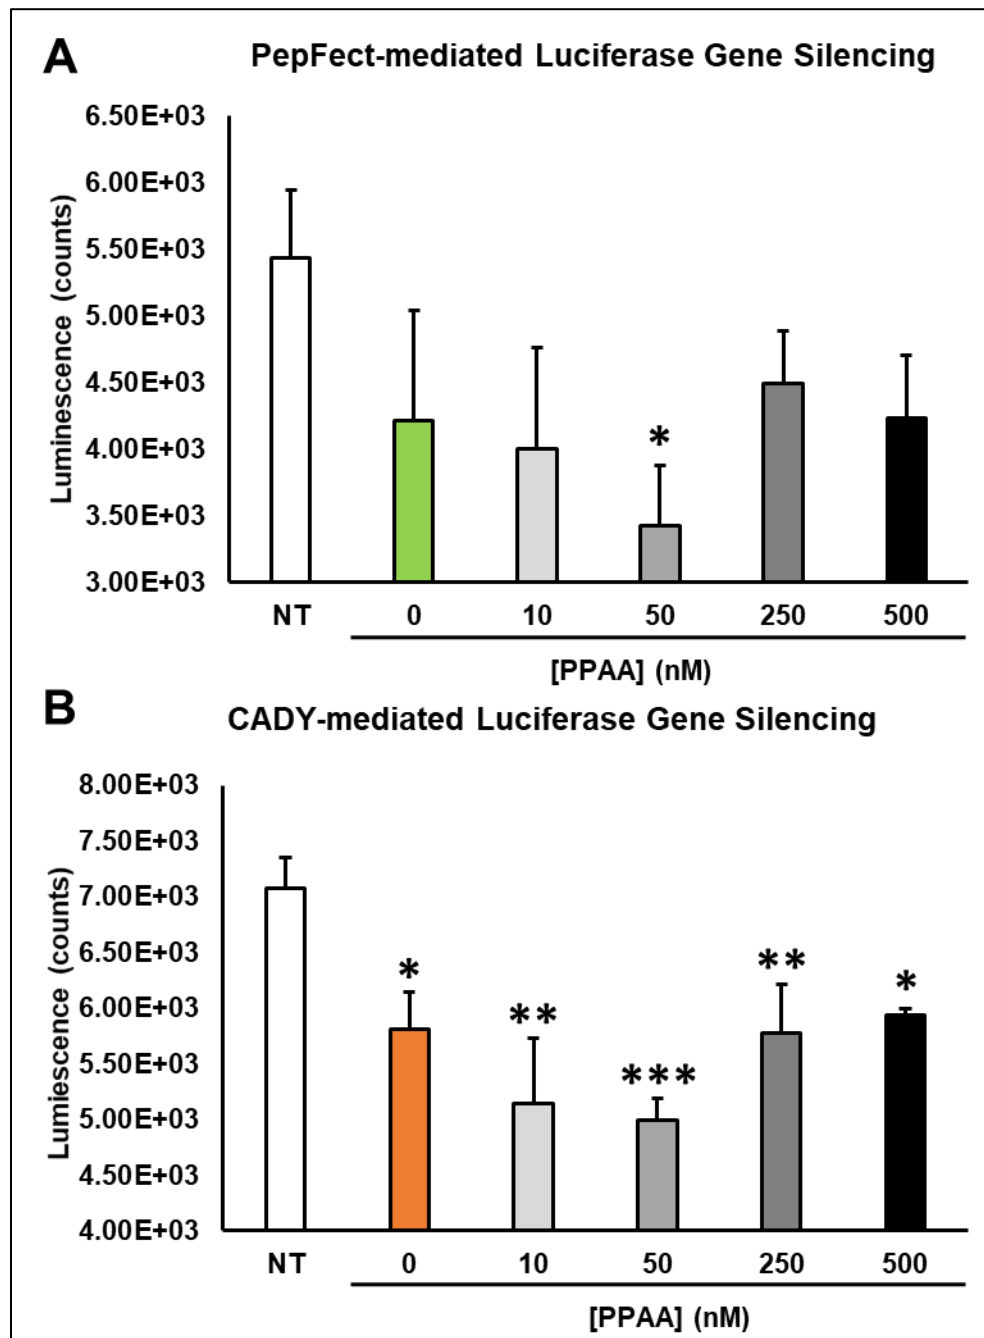 A
PepFect-mediated Luciferase Gene Silencing
Luminescence (counts)
6.50E+03
6.00E+03
5.50E+03
5.00E+03
4.50E+03
4.00E+03
3.50E+03
3.00E+03
*
NT 0 10 50 250 500
[PPAA] (nM)
B
CADY-mediated Luciferase Gene Silencing
Lumiescence (counts)
8.00E+03
7.50E+03
7.00E+03
6.50E+03
6.00E+03
5.50E+03
5.00E+03
4.50E+03
4.00E+03
* ** *** ** *
NT 0 10 50 250 500
[PPAA] (nM)